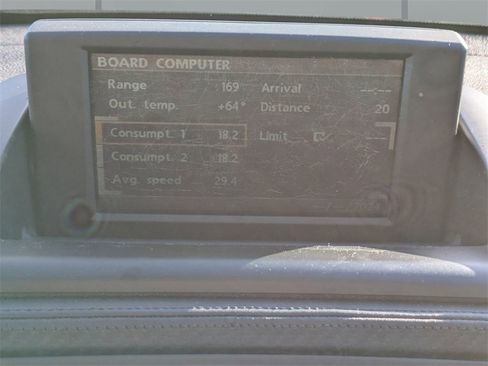 BOARD COMPUTER
Range 169 Arrival --:--
Out. temp. +64° Distance 20
Consumpt. 1 18.2 Limit
Consumpt. 2 18.2
Avg. speed 29.4